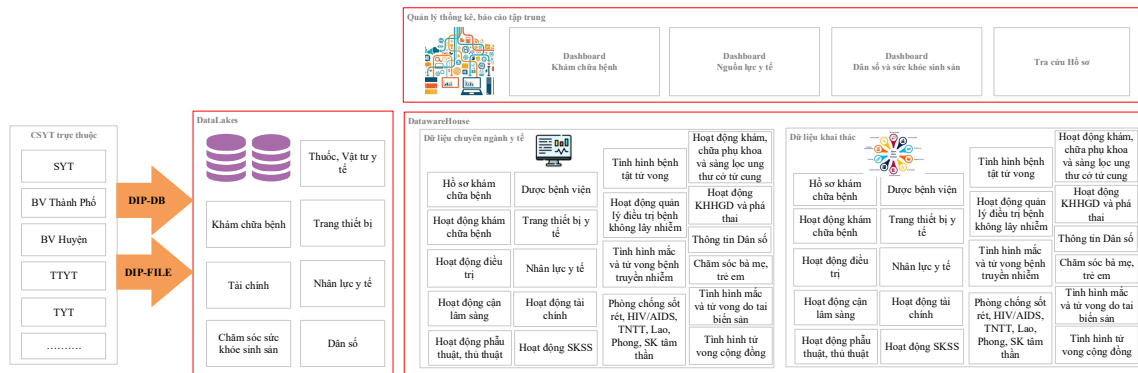 Quản lý thống kê, báo cáo tập trung
Dashboard
Khám chữa bệnh
Dashboard
Nguồn lực y tế
Dashboard
Dân số và sức khỏe sinh sản
Tra cứu Hồ sơ
CSYT trực thuộc
SYT
BV Thành Phố
BV Huyện
TTYT
TYT
……….
DIP-DB
DIP-FILE
DataLakes
Thuốc, Vật tư y
tế
Khám chữa bệnh
Trang thiết bị
Tài chính
Nhân lực y tế
Chăm sóc sức
khỏe sinh sản
Dân số
DatawareHouse
Dữ liệu chuyên ngành y tế
Hồ sơ khám
chữa bệnh
Hoạt động khám
chữa bệnh
Hoạt động điều
trị
Hoạt động cận
lâm sàng
Hoạt động phẫu
thuật, thủ thuật
Dược bệnh viện
Trang thiết bị y
tế
Nhân lực y tế
Hoạt động tài
chính
Hoạt động SKSS
Tình hình bệnh
tật tử vong
Hoạt động quản
lý điều trị bệnh
không lây nhiễm
Tình hình mắc
và tử vong bệnh
truyền nhiễm
Phòng chống sốt
rét, HIV/AIDS,
TNTT, Lao,
Phong, SK tâm
thần
Hoạt động khám,
chữa phụ khoa
và sàng lọc ung
thư cở tử cung
Hoạt động
KHHGD và phá
thai
Thông tin Dân số
Chăm sóc bà mẹ,
trẻ em
Tình hình mắc
và tử vong do tai
biến sản
Tình hình tử
vong cộng đồng
Dữ liệu khai thác
Hồ sơ khám
chữa bệnh
Hoạt động khám
chữa bệnh
Hoạt động điều
trị
Hoạt động cận
lâm sàng
Hoạt động phẫu
thuật, thủ thuật
Dược bệnh viện
Trang thiết bị y
tế
Nhân lực y tế
Hoạt động tài
chính
Hoạt động SKSS
Tình hình bệnh
tật tử vong
Hoạt động quản
lý điều trị bệnh
không lây nhiễm
Tình hình mắc
và tử vong bệnh
truyền nhiễm
Phòng chống sốt
rét, HIV/AIDS,
TNTT, Lao,
Phong, SK tâm
thần
Hoạt động khám,
chữa phụ khoa
và sàng lọc ung
thư cở tử cung
Hoạt động
KHHGD và phá
thai
Thông tin Dân số
Chăm sóc bà mẹ,
trẻ em
Tình hình mắc
và tử vong do tai
biến sản
Tình hình tử
vong cộng đồng